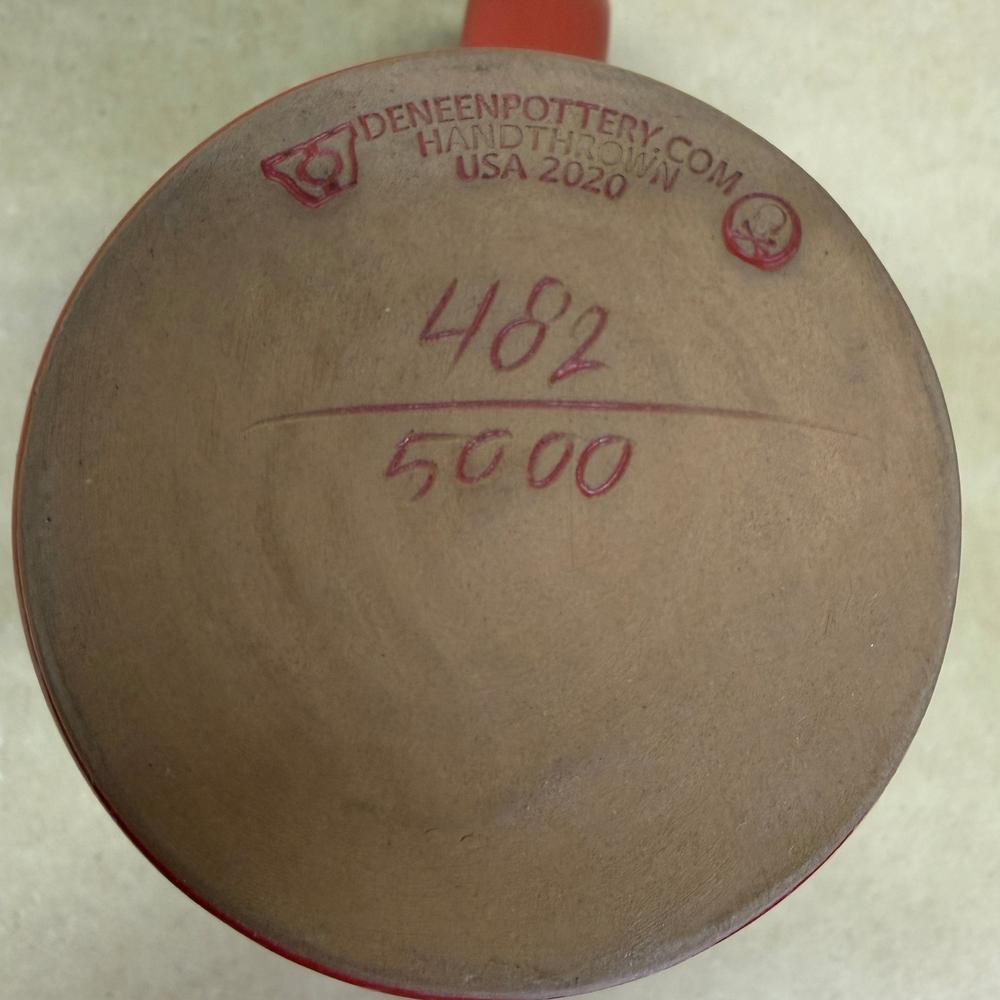 DENEENPOTTERY.COM
HANDTHROWN
USA 2020
482
5000